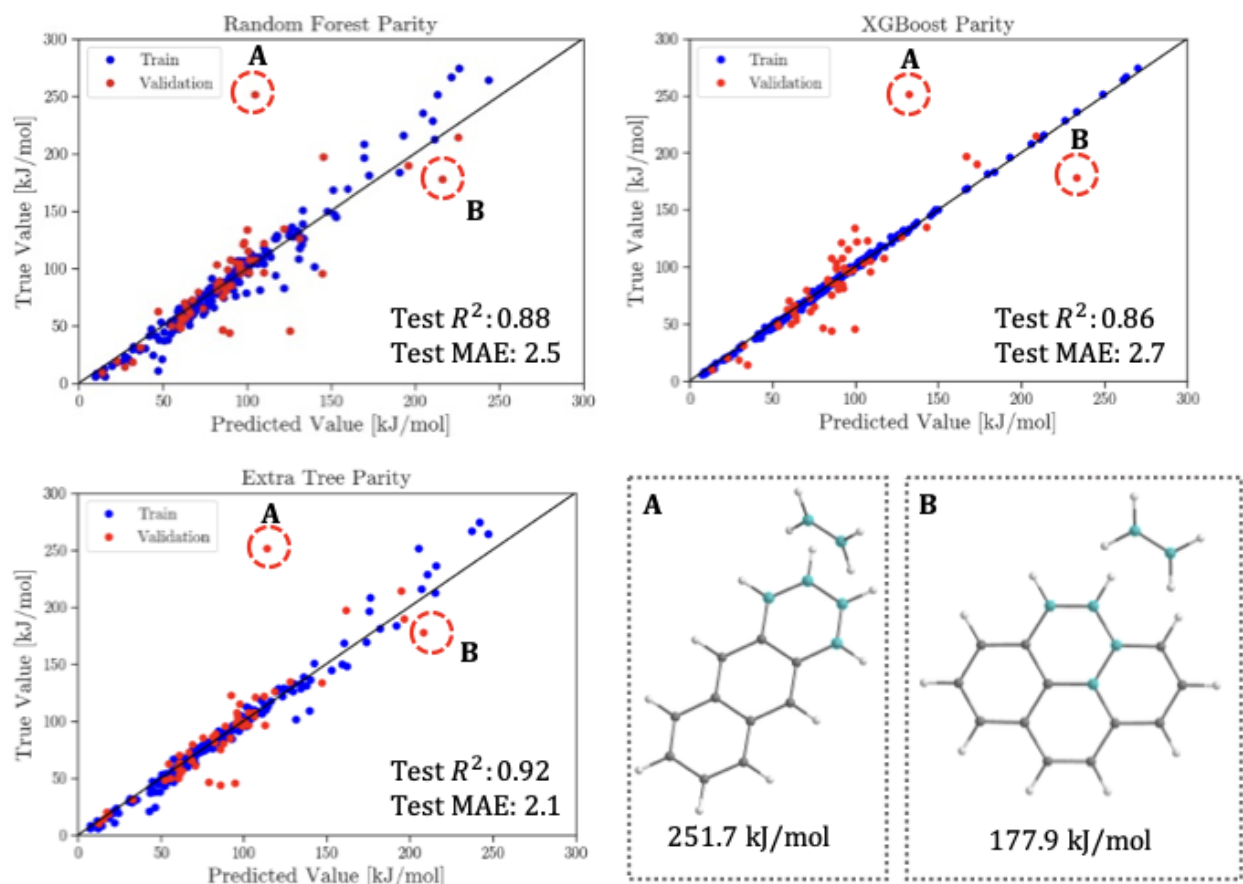 Random Forest Parity
300
250
200
150
100
50
0
True Value [kJ/mol]
Train
Validation
A
B
Test R²: 0.88
Test MAE: 2.5
0 50 100 150 200 250 300
Predicted Value [kJ/mol]
XGBoost Parity
300
250
200
150
100
50
0
True Value [kJ/mol]
Train
Validation
A
B
Test R²: 0.86
Test MAE: 2.7
0 50 100 150 200 250 300
Predicted Value [kJ/mol]
Extra Tree Parity
300
250
200
150
100
50
0
True Value [kJ/mol]
Train
Validation
A
B
Test R²: 0.92
Test MAE: 2.1
0 50 100 150 200 250 300
Predicted Value [kJ/mol]
A
251.7 kJ/mol
B
177.9 kJ/mol